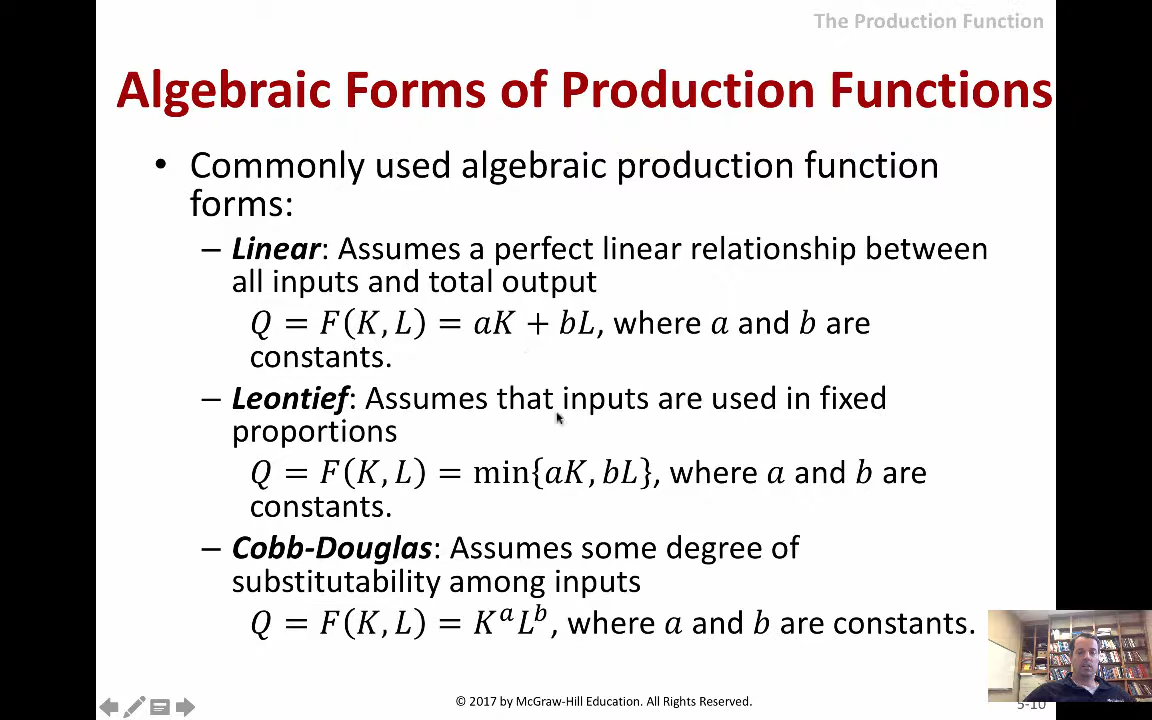 The Production Function
Algebraic Forms of Production Functions
• Commonly used algebraic production function
forms:
– Linear: Assumes a perfect linear relationship between
all inputs and total output
Q = F(K, L) = aK + bL, where a and b are
constants.
– Leontief: Assumes that inputs are used in fixed
proportions
Q = F(K, L) = min{aK, bL}, where a and b are
constants.
– Cobb-Douglas: Assumes some degree of
substitutability among inputs
Q = F(K, L) = KᵃLᵇ, where a and b are constants.
© 2017 by McGraw-Hill Education. All Rights Reserved.
5-10